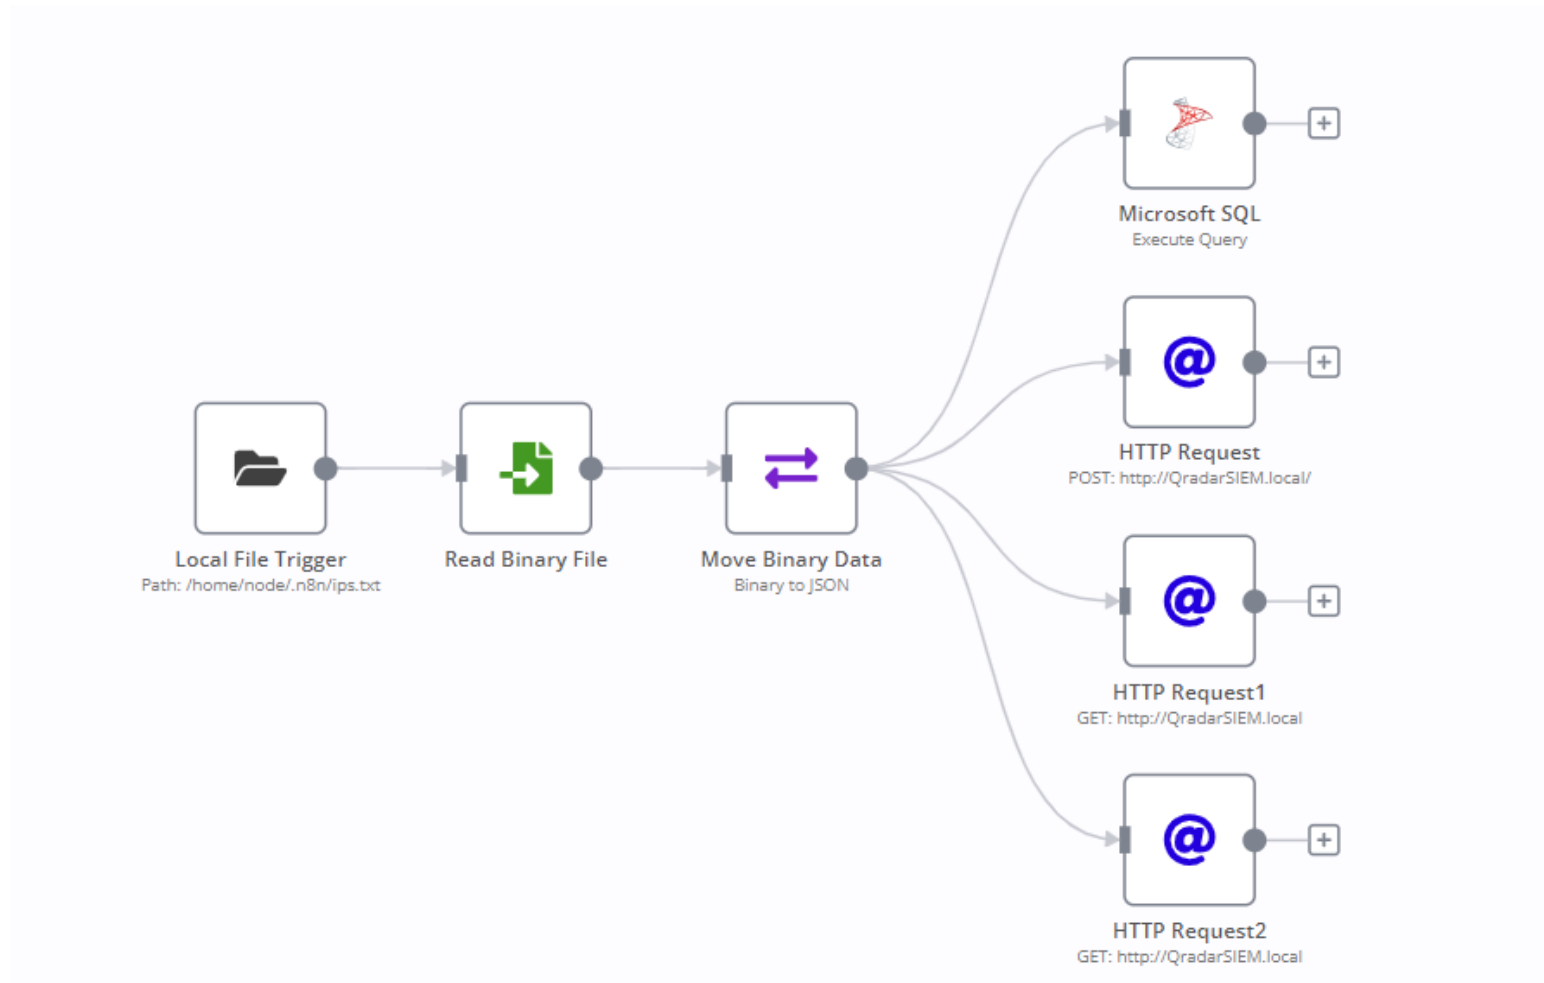 Microsoft SQL
Execute Query
HTTP Request
POST: http://QradarSIEM.local/
Local File Trigger
Path: /home/node/.n8n/ips.txt
Read Binary File
Move Binary Data
Binary to JSON
HTTP Request1
GET: http://QradarSIEM.local
HTTP Request2
GET: http://QradarSIEM.local